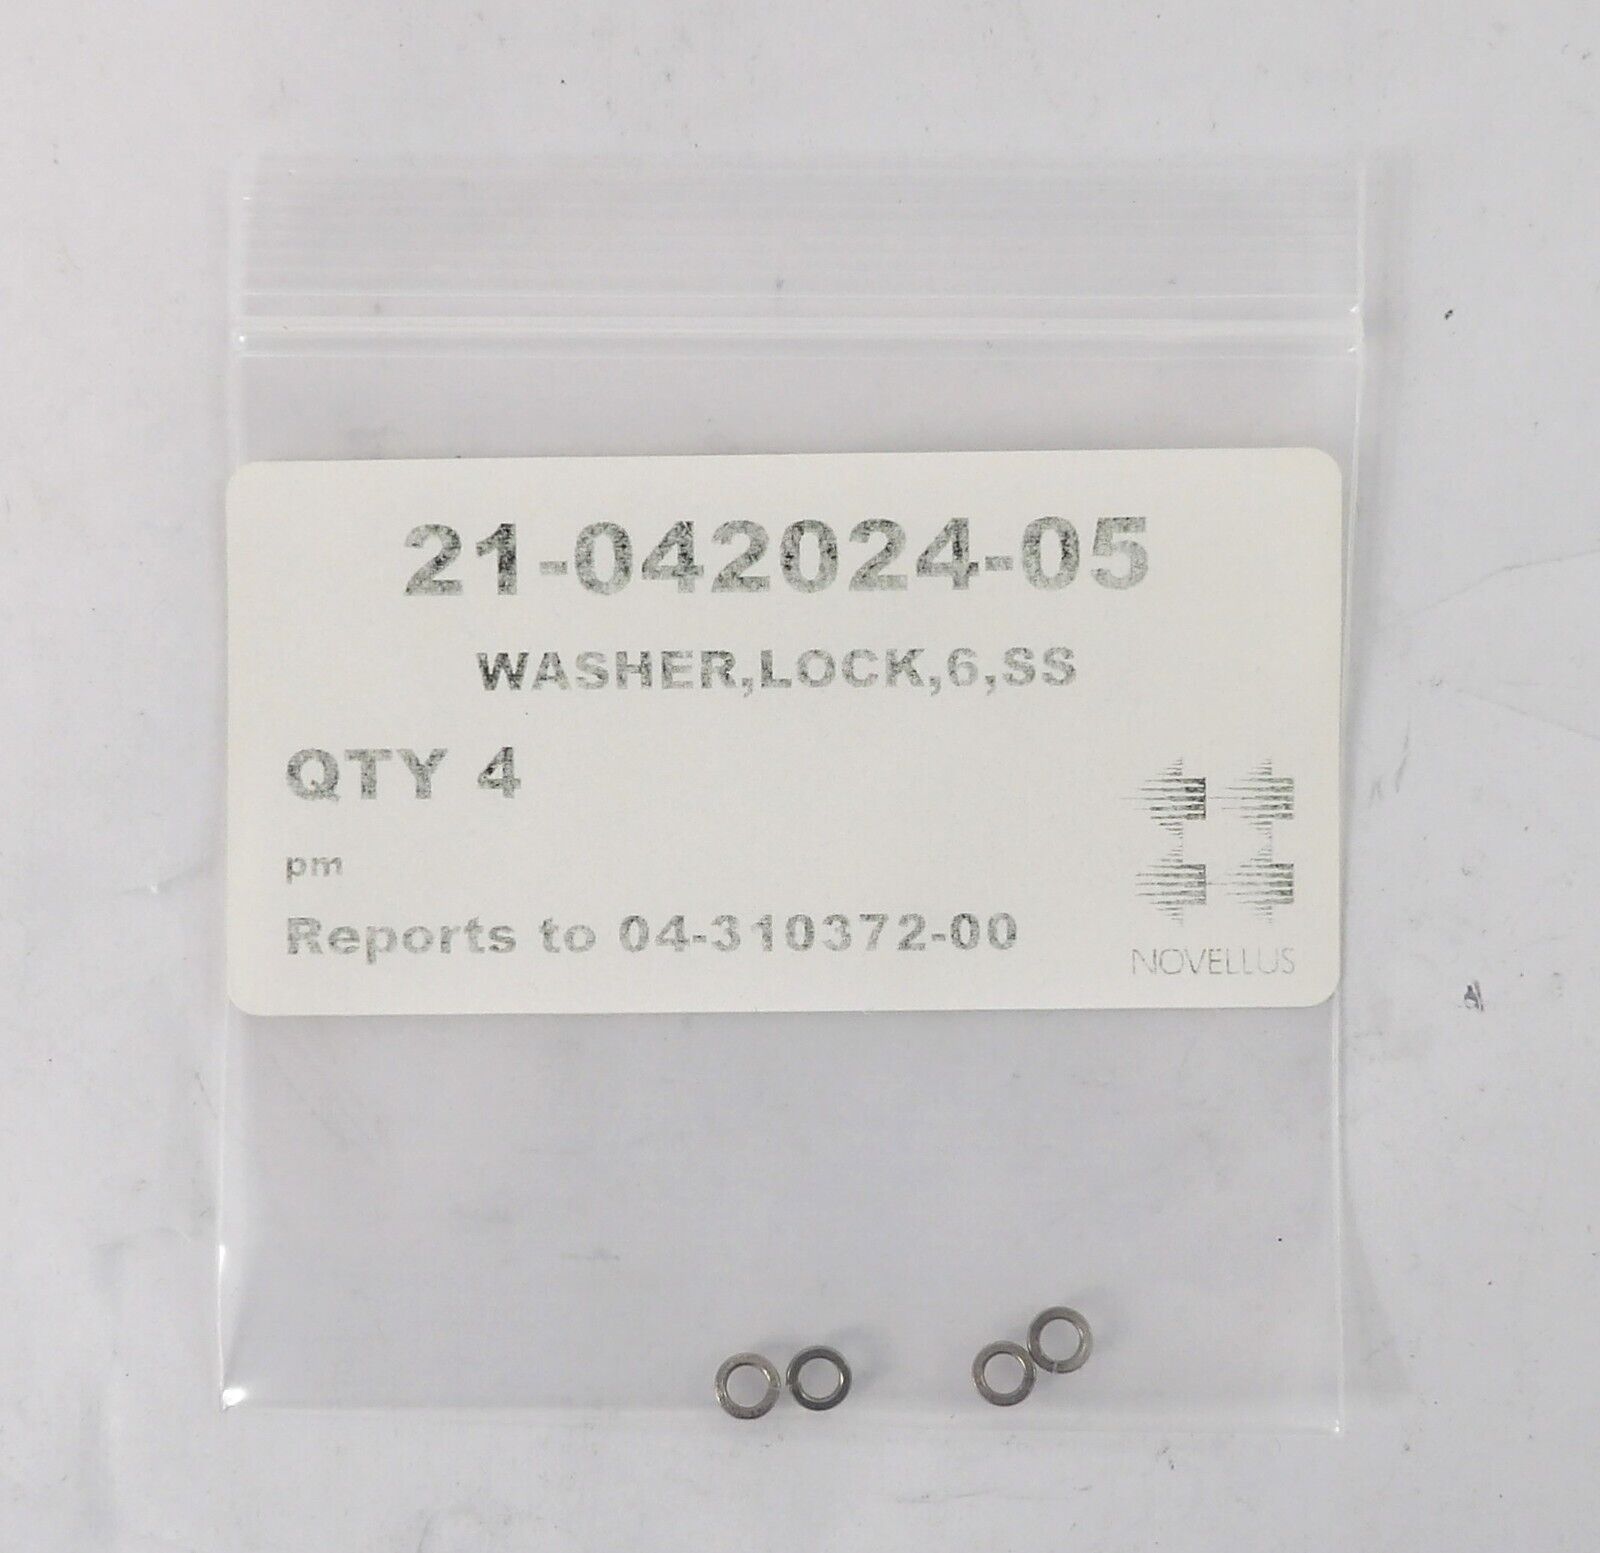 21-042024-05
WASHER,LOCK,6,SS
QTY 4
pm
Reports to 04-310372-00
NOVELLUS